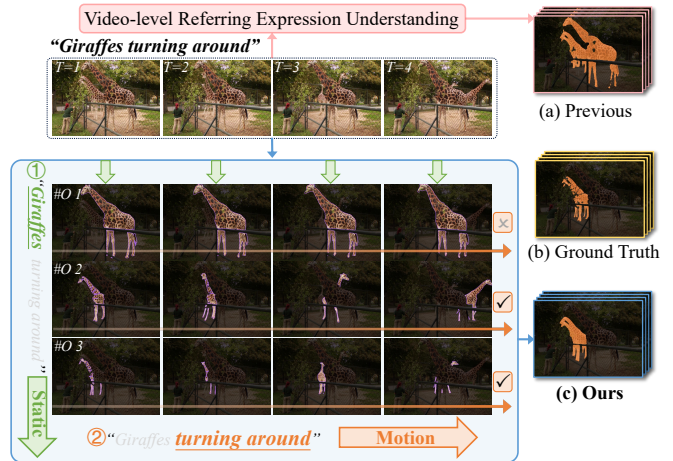 Video-level Referring Expression Understanding
“Giraffes turning around”
T=1
T=2
T=3
T=4
(a) Previous
①
“Giraffes turning around”
Static
#O 1
#O 2
#O 3
(b) Ground Truth
(c) Ours
② “Giraffes turning around”
Motion